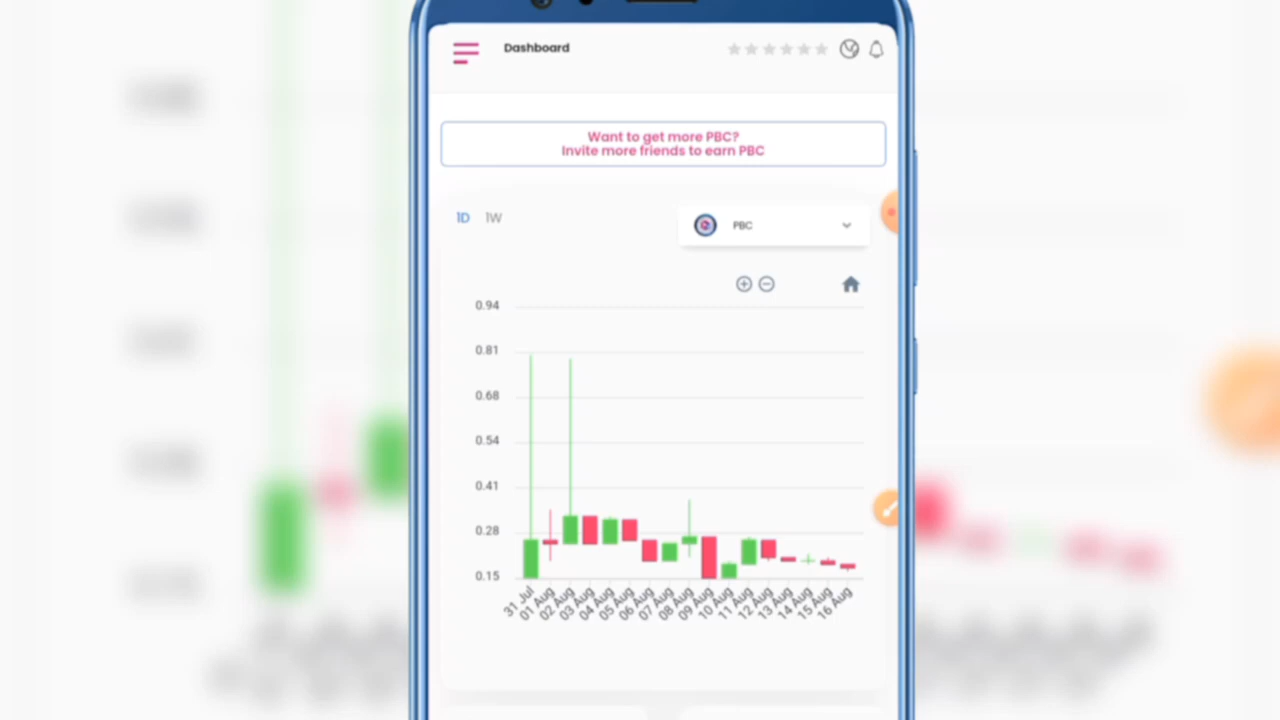 Dashboard
Want to get more PBC?
Invite more friends to earn PBC
1D 1W
PBC
0.94
0.81
0.68
0.54
0.41
0.28
0.15
31 Jul
01 Aug
02 Aug
03 Aug
04 Aug
05 Aug
06 Aug
07 Aug
08 Aug
09 Aug
10 Aug
11 Aug
12 Aug
13 Aug
14 Aug
15 Aug
16 Aug